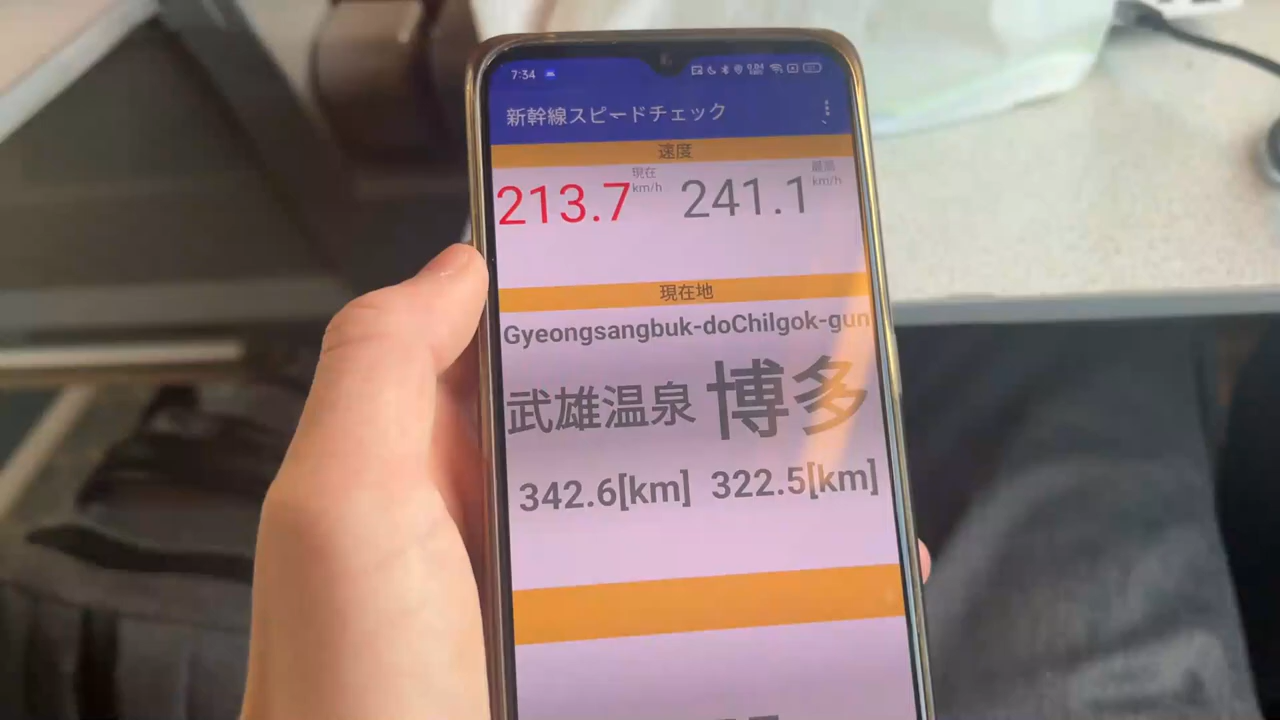 7:34
新幹線スピードチェック
速度
213.7 現在 km/h 241.1 最高 km/h
現在地
Gyeongsangbuk-doChilgok-gun
武雄温泉 博多
342.6[km] 322.5[km]